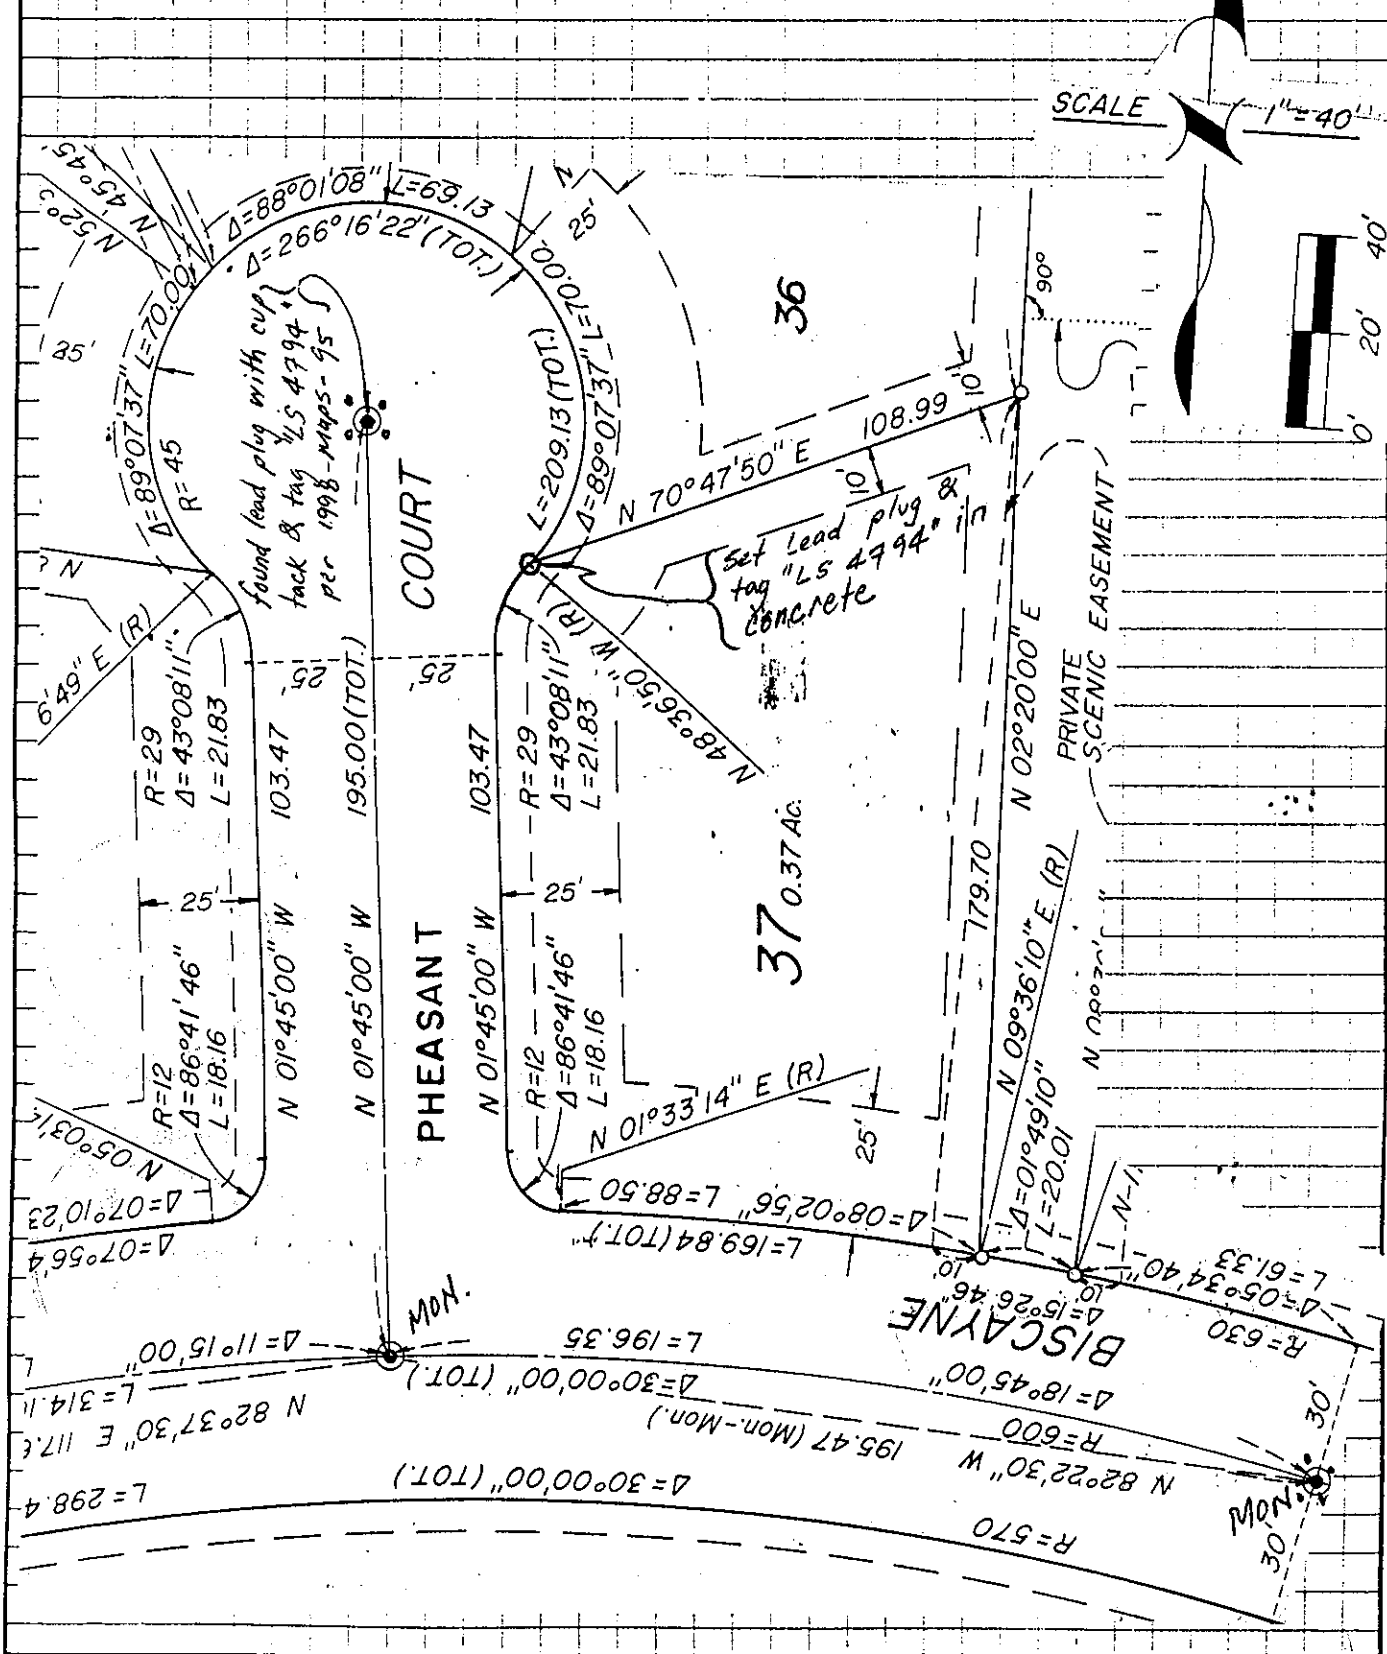 SCALE 1"=40'
40'
20'
0'
N 45°45'
N 52°3
Δ=88°01'08" L=69.13
Δ=266°16'22" (TOT.)
25'
N
Δ=89°07'37" L=70.00
R=45
found lead plug with cup
tack & tag "LS 4794"
per 1998-maps-95
L=209.13 (TOT.)
Δ=89°07'37" L=70.00
36
90°
N 70°47'50" E 108.99
10'
10'
Set Lead plug &
tag "LS 4794" in
concrete
COURT
PHEASANT
6'49" E (R)
N 48°36'50" W (R)
25'
25'
R=29
Δ=43°08'11"
L=21.83
103.47
195.00 (TOT.)
103.47
R=29
Δ=43°08'11"
L=21.83
N 02°20'00" E
179.70
PRIVATE
SCENIC EASEMENT
37 0.37 Ac.
25'
25'
R=12
Δ=86°41'46"
L=18.16
N 01°45'00" W
N 01°45'00" W
N 01°45'00" W
R=12
Δ=86°41'46"
L=18.16
N 01°33'14" E (R)
25'
N 09°36'10" E (R)
Δ=01°49'10"
L=20.01
N 05°03'
Δ=07°10'23
Δ=07°56'4
Δ=08°02'56" L=88.50
L=169.84 (TOT.)
Δ=15°26'46"
10'
10'
Δ=05°34'40"
L=61.33
R=630
BISCAYNE
MON.
Δ=11°15'00"
L=314.1
N 82°37'30" E 117.6
L=196.35
Δ=30°00'00" (TOT.)
Δ=18°45'00"
R=600
195.47 (Mon.-Mon.)
N 82°22'30" W
L=298.4
Δ=30°00'00" (TOT.)
R=570
MON.
30'
30'